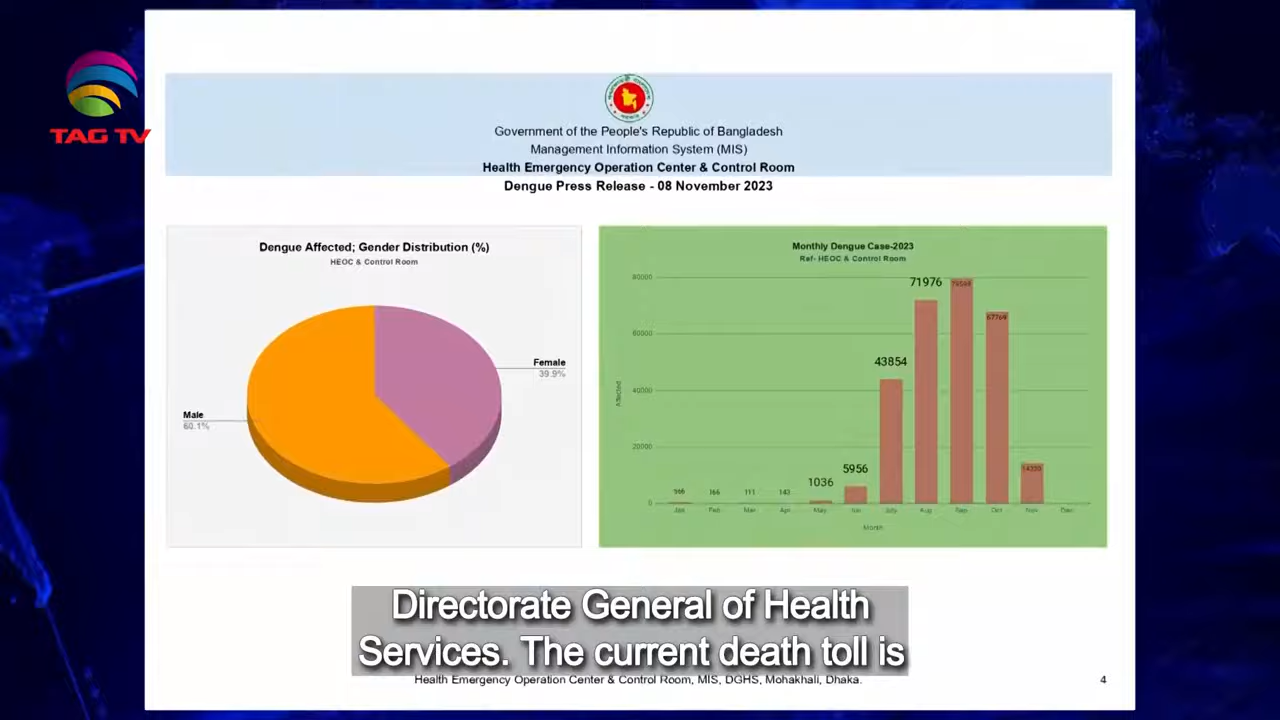 TAG TV
Government of the People's Republic of Bangladesh
Management Information System (MIS)
Health Emergency Operation Center & Control Room
Dengue Press Release - 08 November 2023
Dengue Affected; Gender Distribution (%)
HEOC & Control Room
Female
39.9%
Male
60.1%
Monthly Dengue Case-2023
Ref- HEOC & Control Room
80000
60000
40000
20000
0
Affected
566
166
111
143
1036
5956
43854
71976
79598
67769
Jan
Feb
Mar
Apr
May
Jun
July
Aug
Sep
Oct
Nov
Dec
Month
Directorate General of Health
Services. The current death toll is
Health Emergency Operation Center & Control Room, MIS, DGHS, Mohakhali, Dhaka.
4